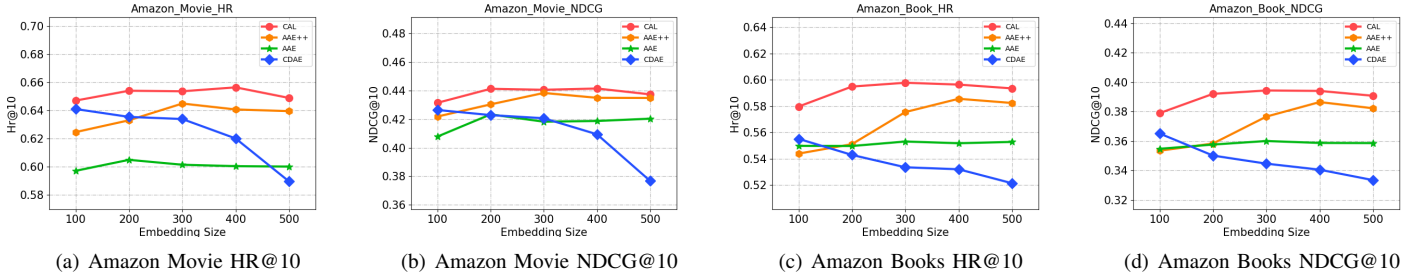 Amazon_Movie_HR
0.70
0.68
0.66
0.64
0.62
0.60
0.58
Hr@10
CAL
AAE++
AAE
CDAE
100 200 300 400 500
Embedding Size
(a) Amazon Movie HR@10
Amazon_Movie_NDCG
0.48
0.46
0.44
0.42
0.40
0.38
0.36
NDCG@10
CAL
AAE++
AAE
CDAE
100 200 300 400 500
Embedding Size
(b) Amazon Movie NDCG@10
Amazon_Book_HR
0.64
0.62
0.60
0.58
0.56
0.54
0.52
Hr@10
CAL
AAE++
AAE
CDAE
100 200 300 400 500
Embedding Size
(c) Amazon Books HR@10
Amazon_Book_NDCG
0.44
0.42
0.40
0.38
0.36
0.34
0.32
NDCG@10
CAL
AAE++
AAE
CDAE
100 200 300 400 500
Embedding Size
(d) Amazon Books NDCG@10